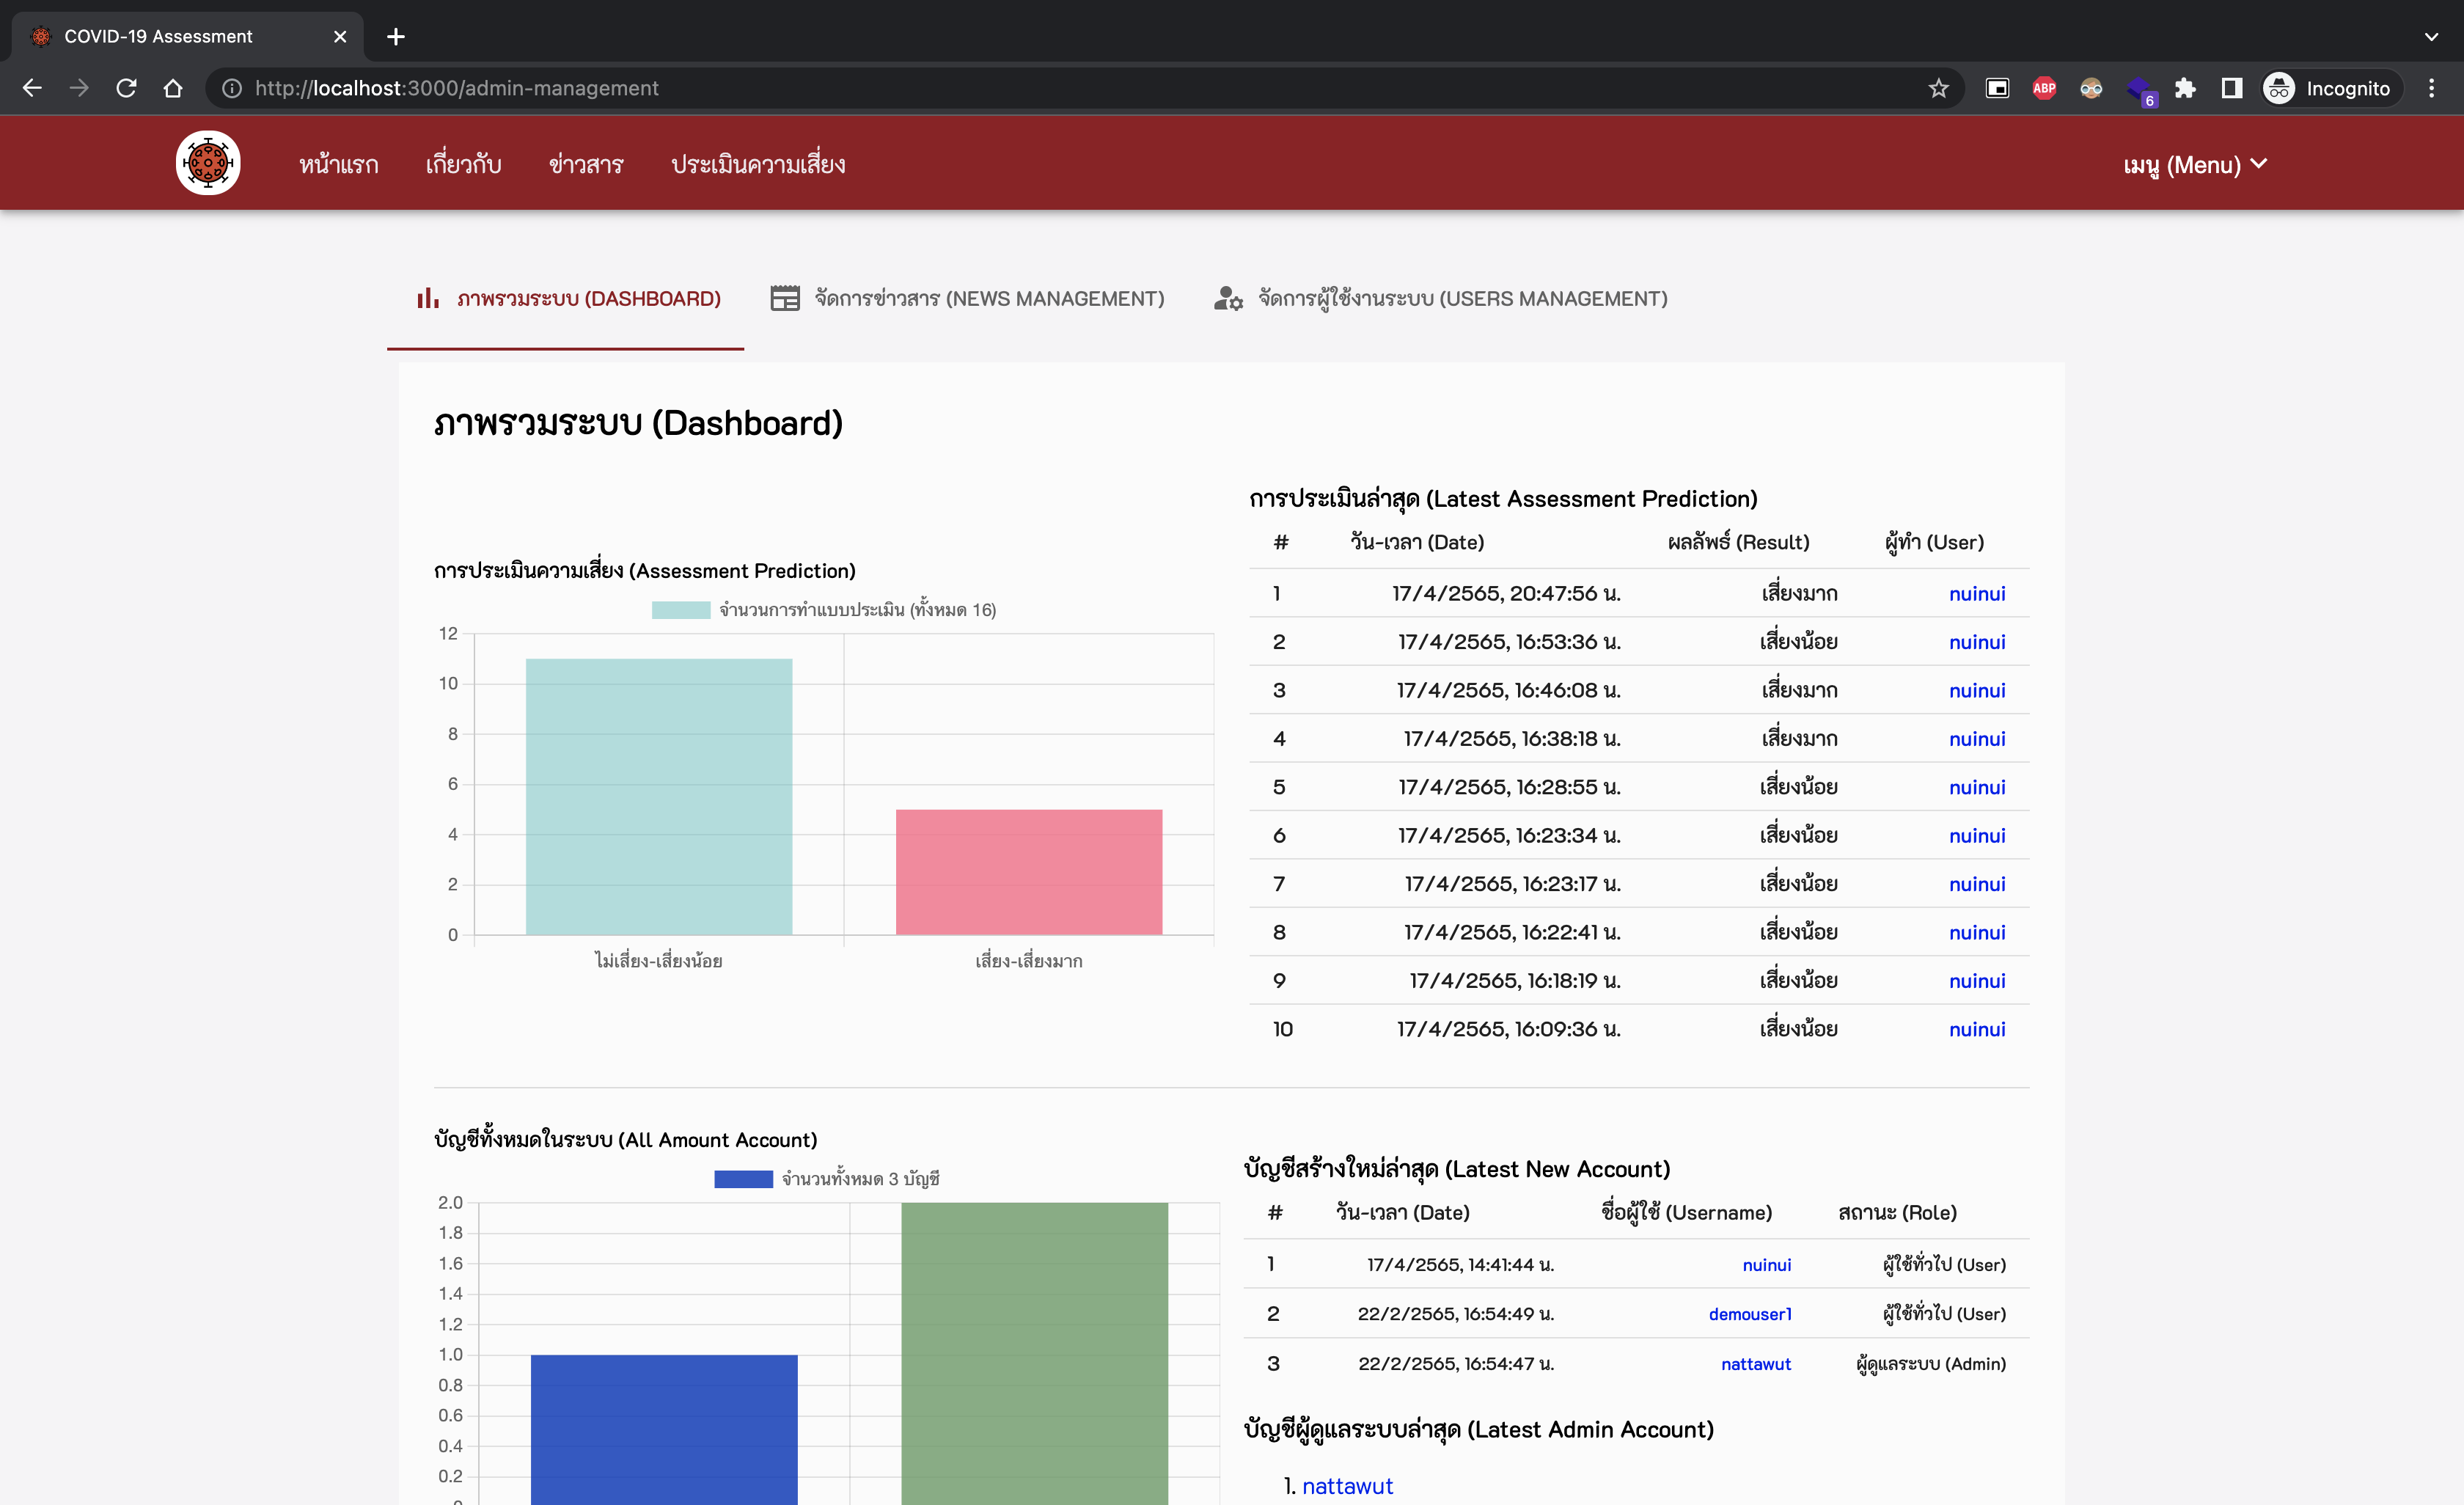 COVID-19 Assessment
http://localhost:3000/admin-management
ABP
6
Incognito
หน้าแรก
เกี่ยวกับ
ข่าวสาร
ประเมินความเสี่ยง
เมนู (Menu)
ภาพรวมระบบ (DASHBOARD)
จัดการข่าวสาร (NEWS MANAGEMENT)
จัดการผู้ใช้งานระบบ (USERS MANAGEMENT)
ภาพรวมระบบ (Dashboard)
การประเมินความเสี่ยง (Assessment Prediction)
จำนวนการทำแบบประเมิน (ทั้งหมด 16)
12
10
8
6
4
2
0
ไม่เสี่ยง-เสี่ยงน้อย
เสี่ยง-เสี่ยงมาก
การประเมินล่าสุด (Latest Assessment Prediction)
# วัน-เวลา (Date) ผลลัพธ์ (Result) ผู้ทำ (User)
1 17/4/2565, 20:47:56 น. เสี่ยงมาก nuinui
2 17/4/2565, 16:53:36 น. เสี่ยงน้อย nuinui
3 17/4/2565, 16:46:08 น. เสี่ยงมาก nuinui
4 17/4/2565, 16:38:18 น. เสี่ยงมาก nuinui
5 17/4/2565, 16:28:55 น. เสี่ยงน้อย nuinui
6 17/4/2565, 16:23:34 น. เสี่ยงน้อย nuinui
7 17/4/2565, 16:23:17 น. เสี่ยงน้อย nuinui
8 17/4/2565, 16:22:41 น. เสี่ยงน้อย nuinui
9 17/4/2565, 16:18:19 น. เสี่ยงน้อย nuinui
10 17/4/2565, 16:09:36 น. เสี่ยงน้อย nuinui
บัญชีทั้งหมดในระบบ (All Amount Account)
จำนวนทั้งหมด 3 บัญชี
2.0
1.8
1.6
1.4
1.2
1.0
0.8
0.6
0.4
0.2
บัญชีสร้างใหม่ล่าสุด (Latest New Account)
# วัน-เวลา (Date) ชื่อผู้ใช้ (Username) สถานะ (Role)
1 17/4/2565, 14:41:44 น. nuinui ผู้ใช้ทั่วไป (User)
2 22/2/2565, 16:54:49 น. demouser1 ผู้ใช้ทั่วไป (User)
3 22/2/2565, 16:54:47 น. nattawut ผู้ดูแลระบบ (Admin)
บัญชีผู้ดูแลระบบล่าสุด (Latest Admin Account)
1. nattawut